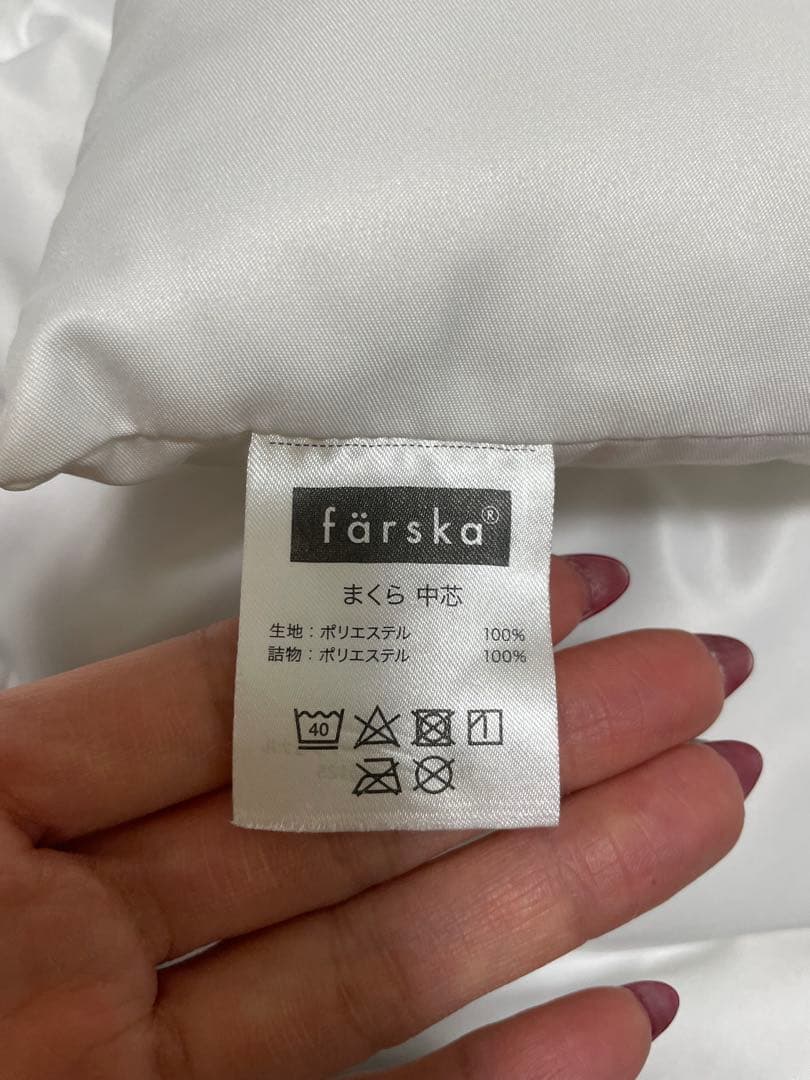 färska®
まくら 中芯
生地：ポリエステル 100%
詰物：ポリエステル 100%
40